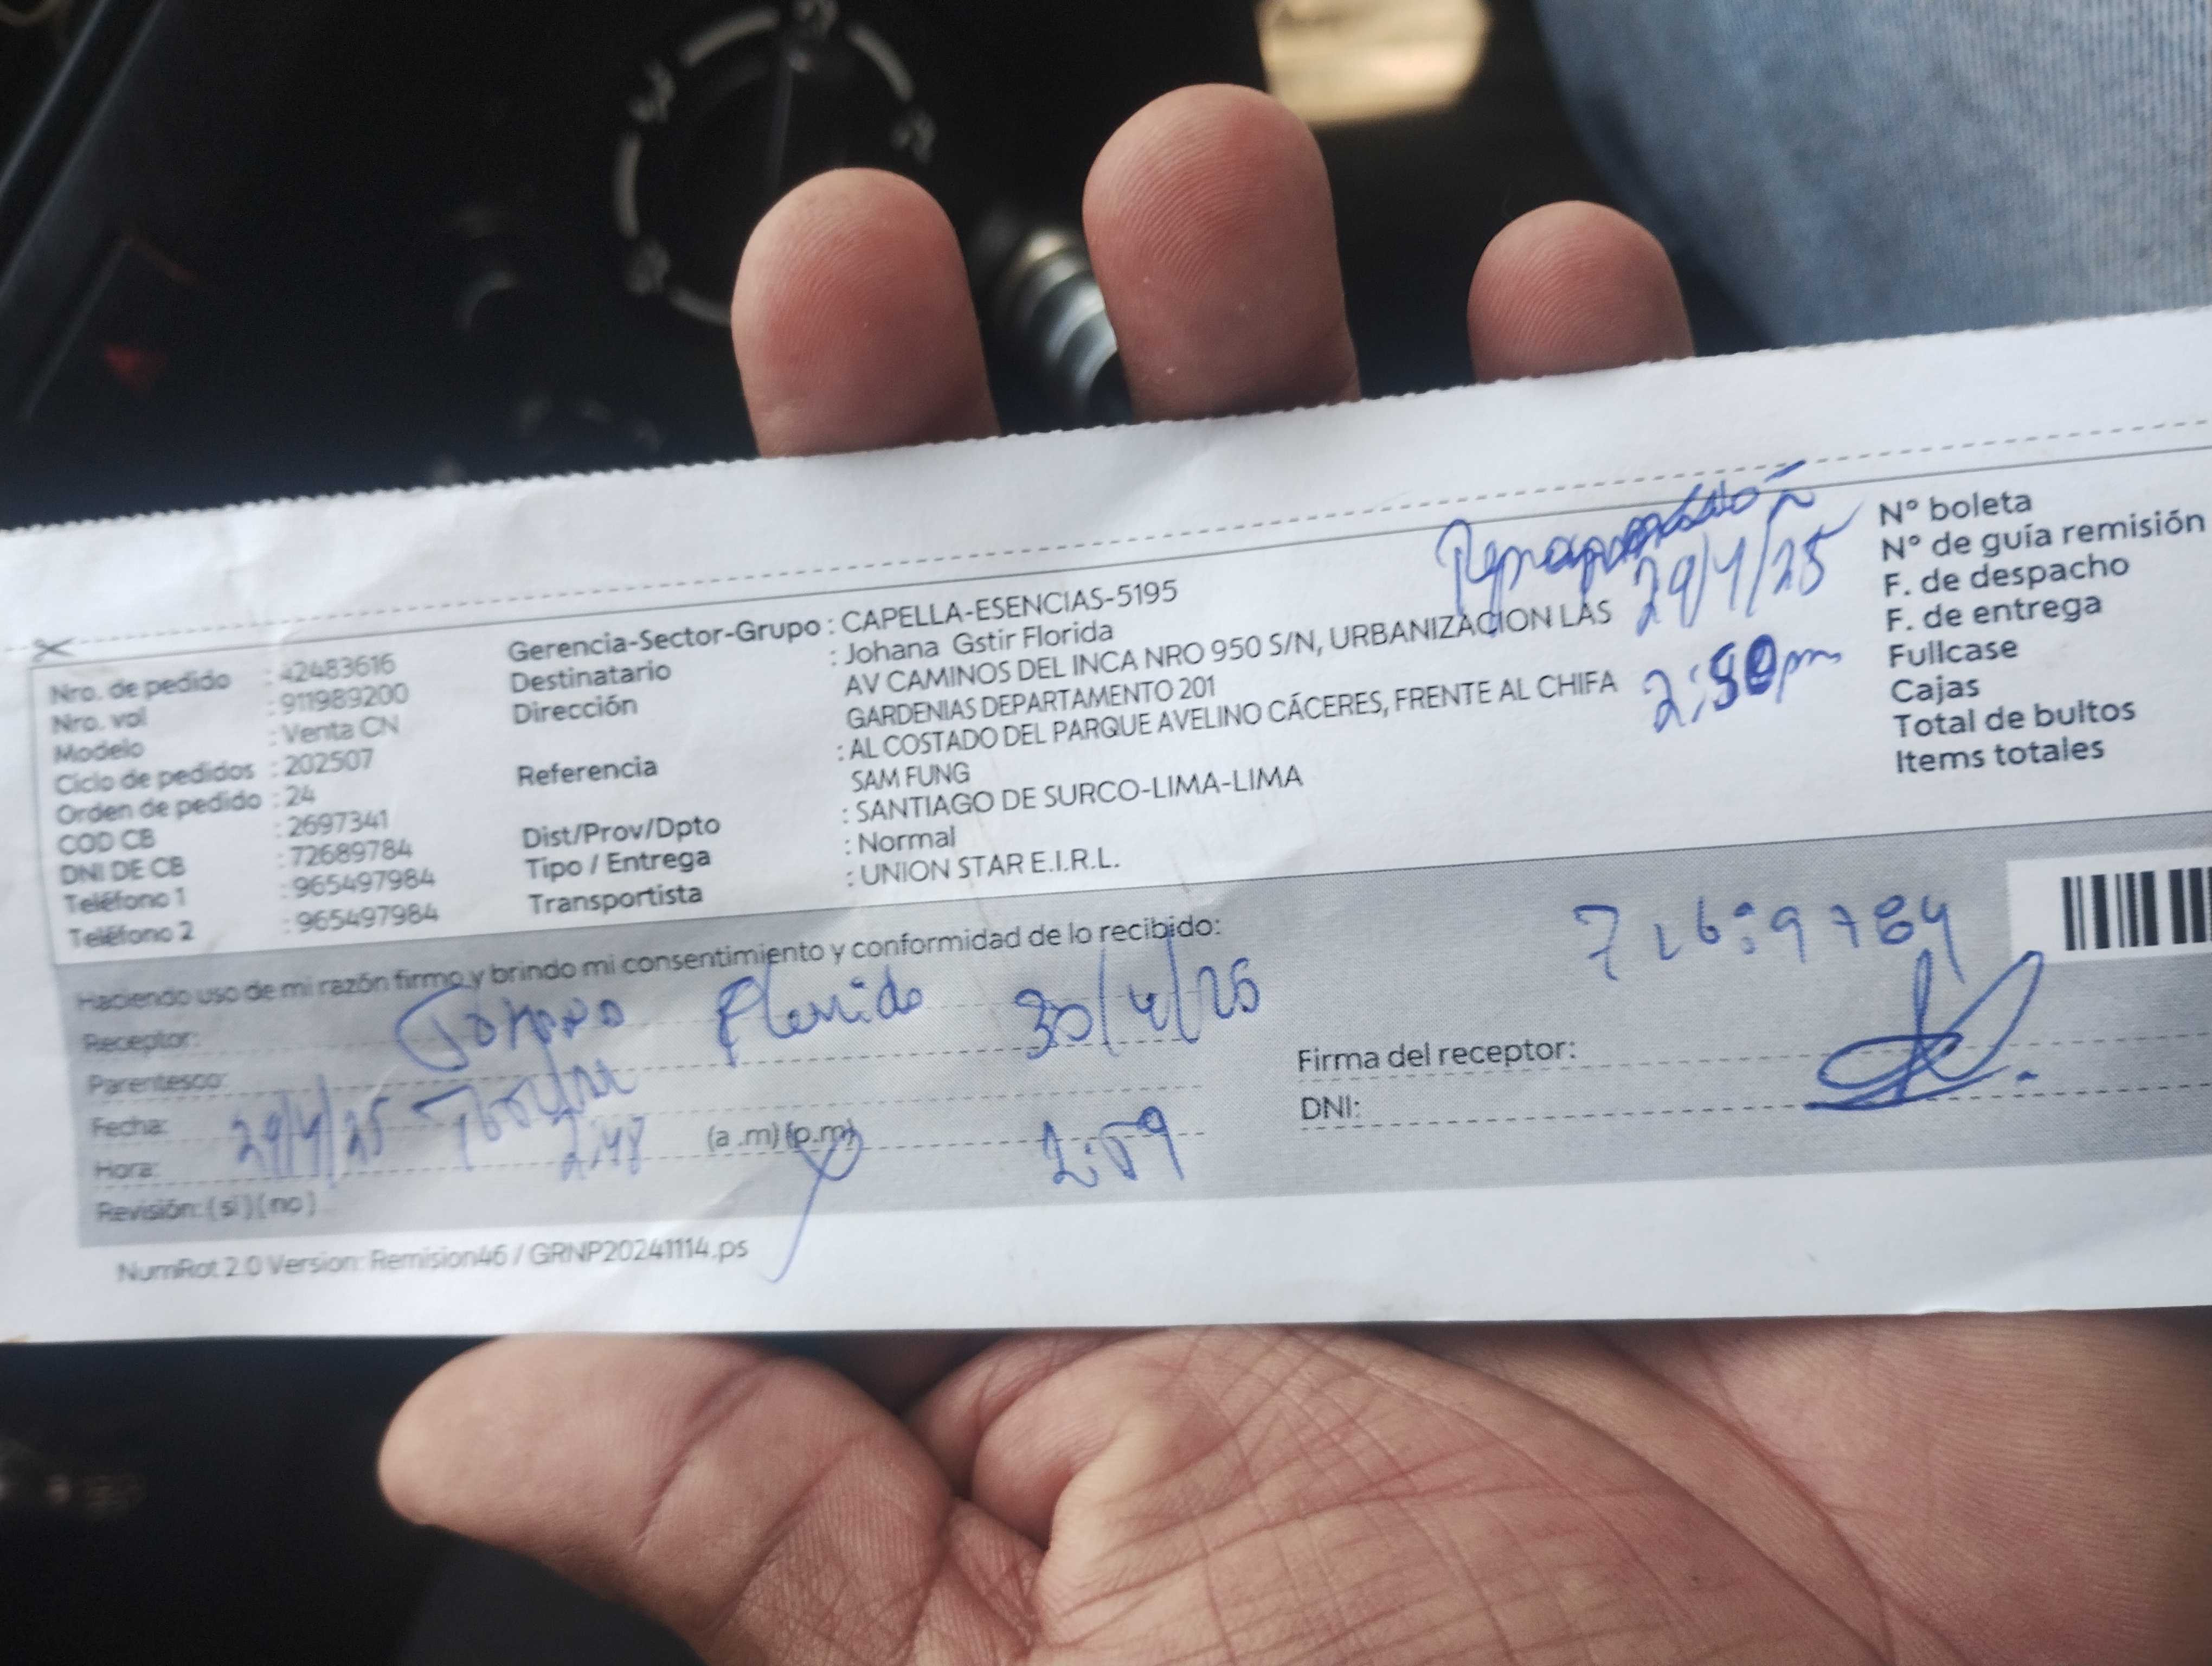 Nro. de pedido : 42483616
Nro. vol : 911989200
Modelo : Venta CN
Ciclo de pedidos : 202507
Orden de pedido : 24
COD CB : 2697341
DNI DE CB : 72689784
Teléfono 1 : 965497984
Teléfono 2 : 965497984
Gerencia-Sector-Grupo : CAPELLA-ESENCIAS-5195
Destinatario : Johana Gstir Florida
Dirección : AV CAMINOS DEL INCA NRO 950 S/N, URBANIZACION LAS
GARDENIAS DEPARTAMENTO 201
Referencia : AL COSTADO DEL PARQUE AVELINO CÁCERES, FRENTE AL CHIFA
SAM FUNG
Dist/Prov/Dpto : SANTIAGO DE SURCO-LIMA-LIMA
Tipo / Entrega : Normal
Transportista : UNION STAR E.I.R.L.
29/4/25
pm
N° boleta
N° de guía remisión
F. de despacho
F. de entrega
Fullcase
Cajas
Total de bultos
Items totales
Haciendo uso de mi razón firmo y brindo mi consentimiento y conformidad de lo recibido:
Receptor: 30/4/25
Parentesco:
Fecha: 29/4/25
Hora: 2:48 (a .m) (p.m) 2:59
Revisión: ( si ) ( no )
Firma del receptor:
DNI:
NumRot 2.0 Version: Remision46 / GRNP20241114.ps